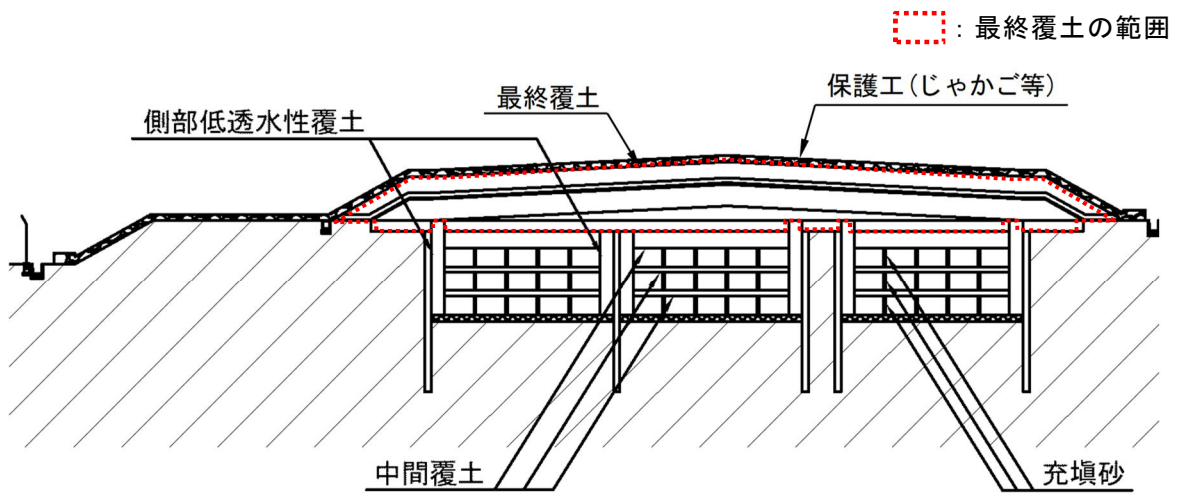 ：最終覆土の範囲
保護工(じゃかご等)
最終覆土
側部低透水性覆土
中間覆土
充塡砂